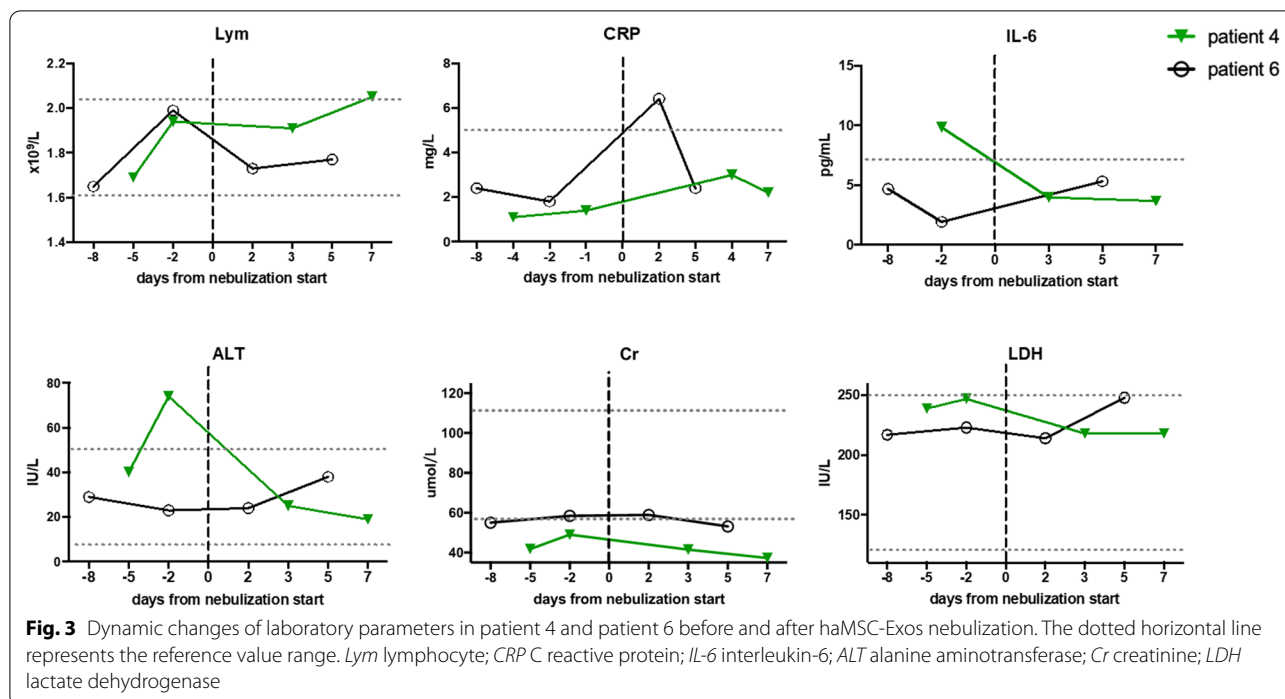 Lym
CRP
IL-6
patient 4
patient 6
x10⁹/L
2.2
2.0
1.8
1.6
1.4
-8 -5 -2 0 2 3 5 7
days from nebulization start
mg/L
8
6
4
2
0
-8 -4 -2 -1 0 2 5 4 7
days from nebulization start
pg/mL
15
10
5
0
-8 -2 0 3 5 7
days from nebulization start
ALT
Cr
LDH
IU/L
80
60
40
20
0
-8 -5 -2 0 2 3 5 7
days from nebulization start
umol/L
120
100
80
60
40
-8 -5 -2 0 2 3 5 7
days from nebulization start
IU/L
250
200
150
-8 -5 -2 0 2 3 5 7
days from nebulization start
Fig. 3 Dynamic changes of laboratory parameters in patient 4 and patient 6 before and after haMSC-Exos nebulization. The dotted horizontal line
represents the reference value range. Lym lymphocyte; CRP C reactive protein; IL-6 interleukin-6; ALT alanine aminotransferase; Cr creatinine; LDH
lactate dehydrogenase